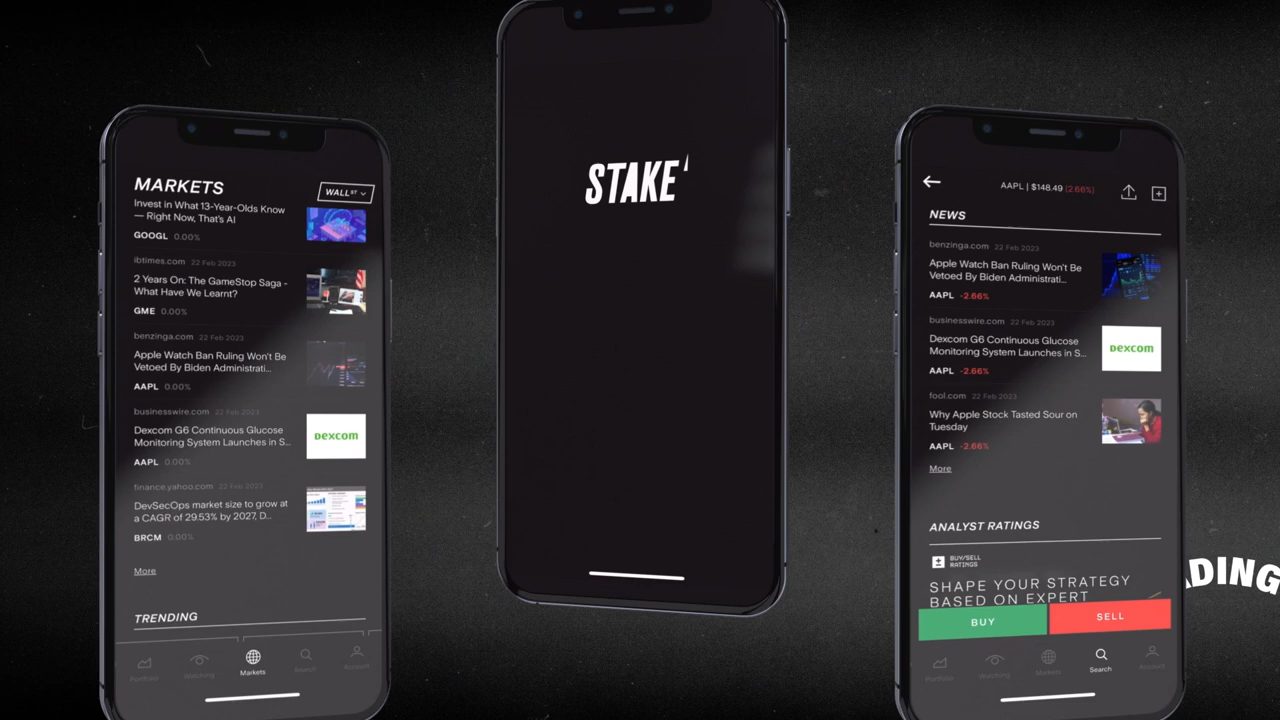 MARKETS
WALL ST
Invest in What 13-Year-Olds Know
— Right Now, That's AI
GOOGL 0.00%
ibtimes.com 22 Feb 2023
2 Years On: The GameStop Saga -
What Have We Learnt?
GME 0.00%
benzinga.com 22 Feb 2023
Apple Watch Ban Ruling Won't Be
Vetoed By Biden Administrati...
AAPL 0.00%
businesswire.com 22 Feb 2023
Dexcom G6 Continuous Glucose
Monitoring System Launches in S...
AAPL 0.00%
Dexcom
finance.yahoo.com 22 Feb 2023
DevSecOps market size to grow at
a CAGR of 29.53% by 2027, D...
BRCM 0.00%
More
TRENDING
Portfolio
Watching
Markets
Search
Account
STAKE
AAPL | $148.49 (2.66%)
NEWS
benzinga.com 22 Feb 2023
Apple Watch Ban Ruling Won't Be
Vetoed By Biden Administrati...
AAPL -2.66%
businesswire.com 22 Feb 2023
Dexcom G6 Continuous Glucose
Monitoring System Launches in S...
AAPL -2.66%
Dexcom
fool.com 22 Feb 2023
Why Apple Stock Tasted Sour on
Tuesday
AAPL -2.66%
More
ANALYST RATINGS
BUY/SELL
RATINGS
SHAPE YOUR STRATEGY
BASED ON EXPERT
BUY
SELL
Portfolio
Watching
Markets
Search
Account
ADING